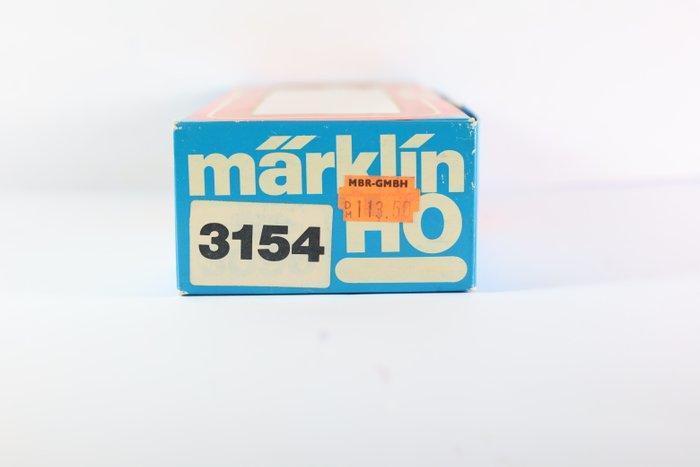 märklin
MBR-GMBH
DM 113.50
3154
HO